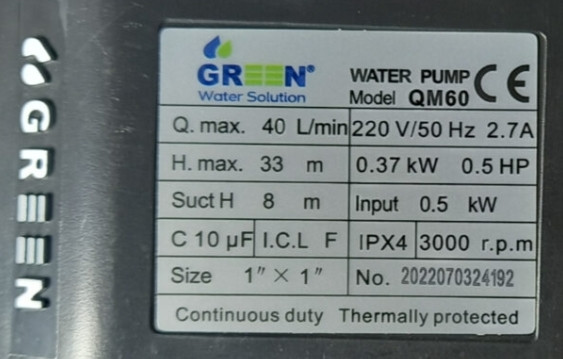 GREEN
GREEN®
Water Solution
WATER PUMP CE
Model QM60
Q. max. 40 L/min 220 V/50 Hz 2.7A
H. max. 33 m 0.37 kW 0.5 HP
Suct H 8 m Input 0.5 kW
C 10 µF I.C.L F IPX4 3000 r.p.m
Size 1" × 1" No. 2022070324192
Continuous duty Thermally protected